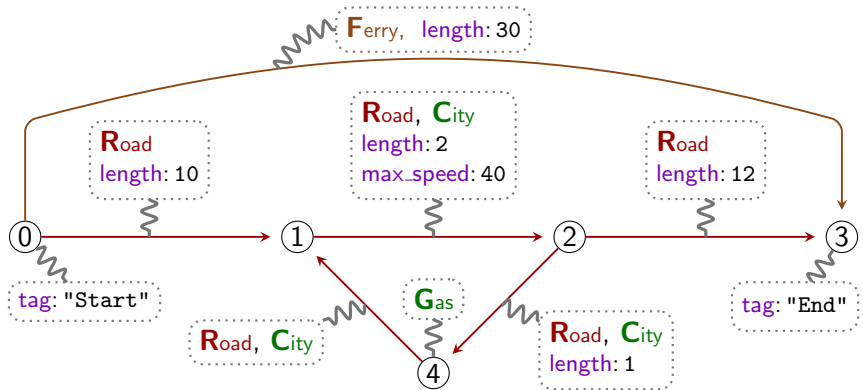 Ferry, length: 30
Road, City
length: 2
max_speed: 40
Road
length: 10
Road
length: 12
0
1
2
3
tag: "Start"
Gas
tag: "End"
Road, City
Road, City
length: 1
4